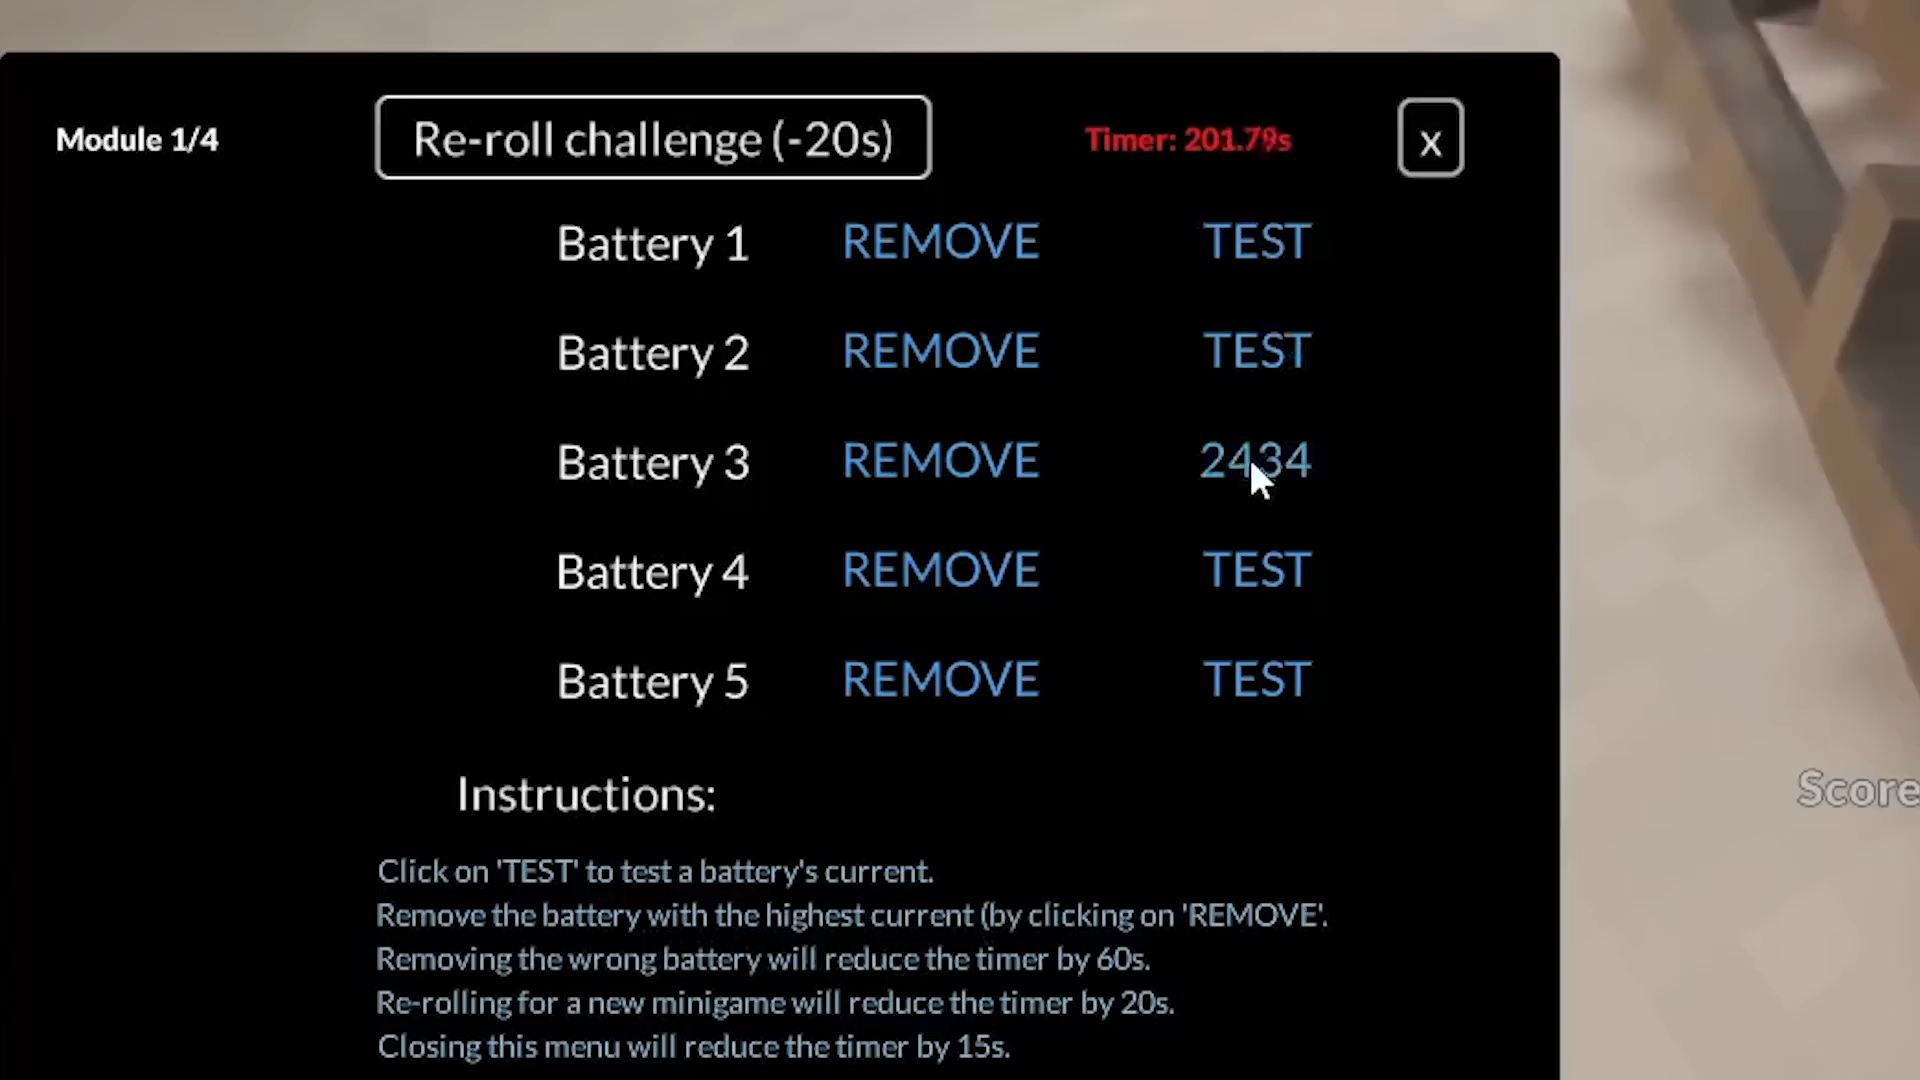 Module 1/4
Re-roll challenge (-20s)
Timer: 201.79s
x
Battery 1 REMOVE TEST
Battery 2 REMOVE TEST
Battery 3 REMOVE 2434
Battery 4 REMOVE TEST
Battery 5 REMOVE TEST
Instructions:
Click on 'TEST' to test a battery's current.
Remove the battery with the highest current (by clicking on 'REMOVE'.
Removing the wrong battery will reduce the timer by 60s.
Re-rolling for a new minigame will reduce the timer by 20s.
Closing this menu will reduce the timer by 15s.
Score